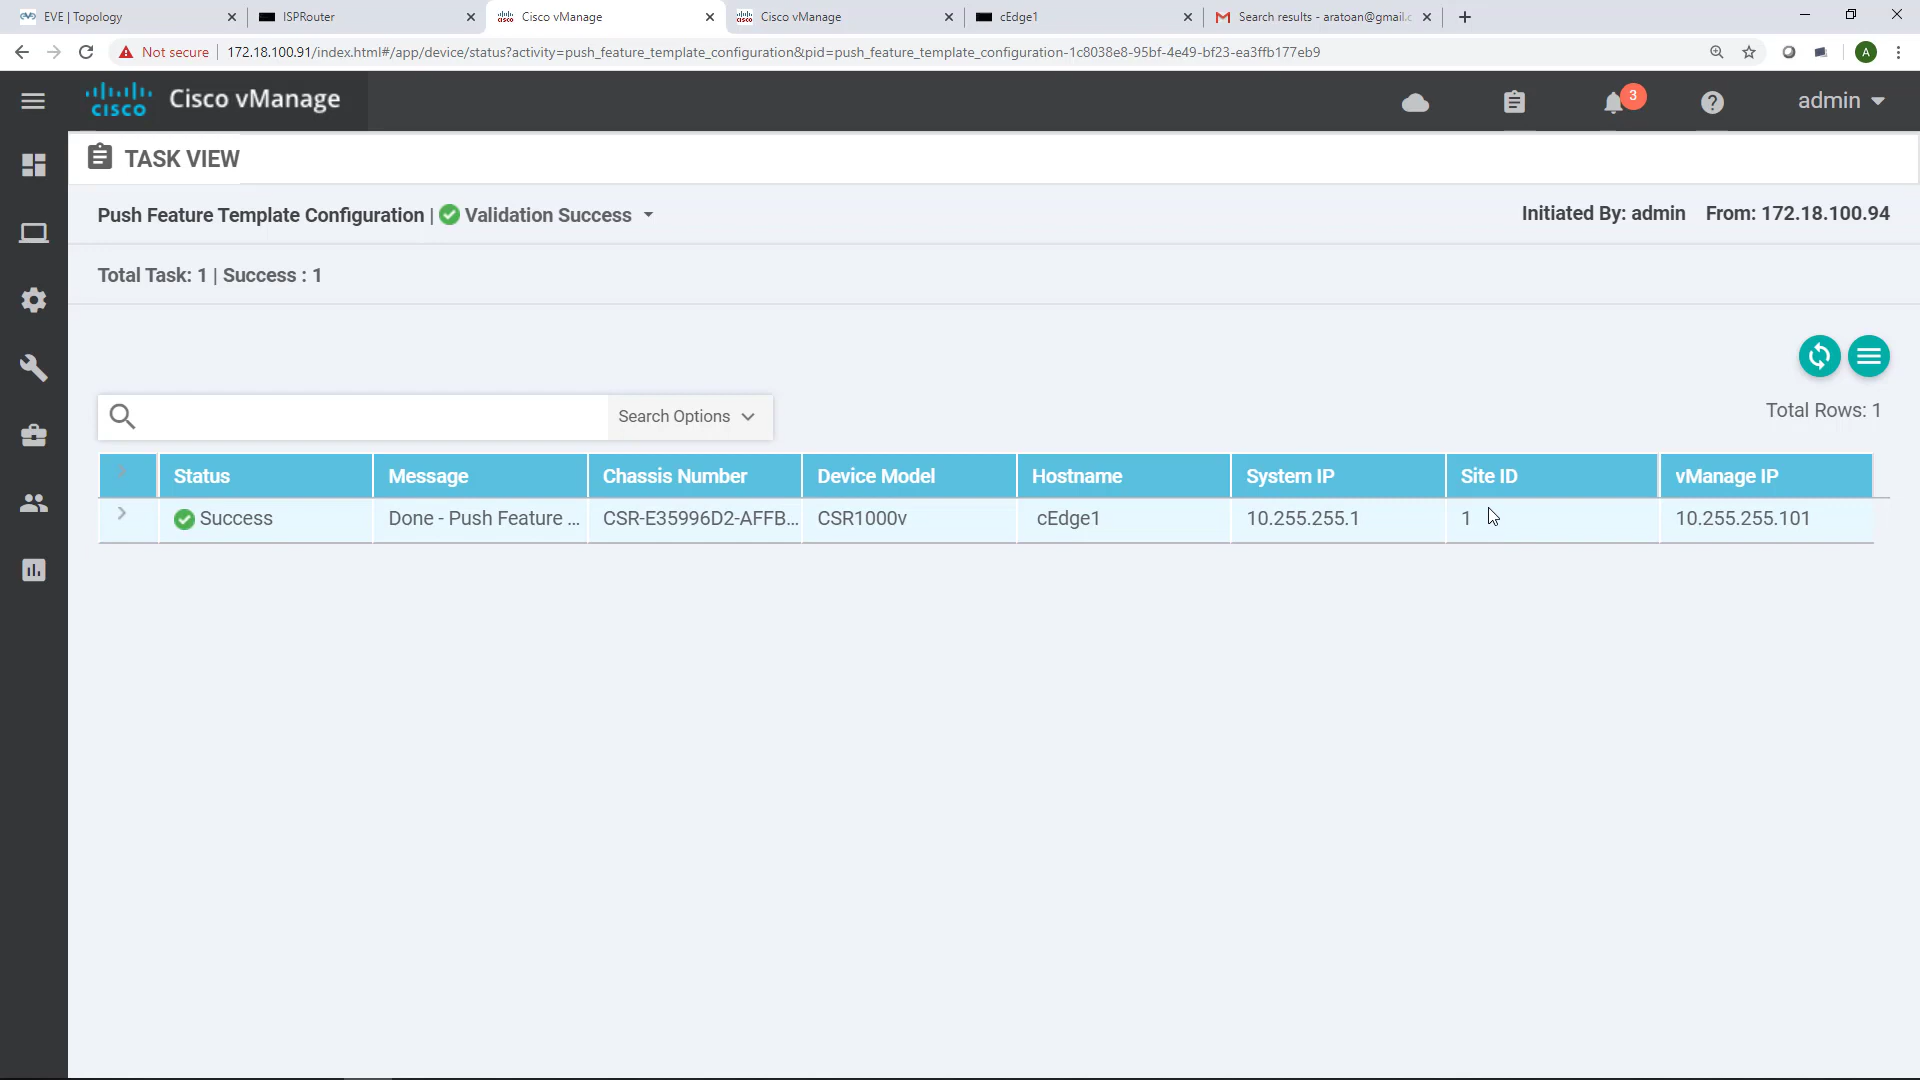 EVE | Topology
ISPRouter
Cisco vManage
Cisco vManage
cEdge1
Search results - aratoan@gmail.c
Not secure
172.18.100.91/index.html#/app/device/status?activity=push_feature_template_configuration&pid=push_feature_template_configuration-1c8038e8-95bf-4e49-bf23-ea3ffb177eb9
A
cisco
Cisco vManage
3
admin
TASK VIEW
Push Feature Template Configuration | Validation Success
Initiated By: admin From: 172.18.100.94
Total Task: 1 | Success : 1
Search Options
Total Rows: 1
Status Message Chassis Number Device Model Hostname System IP Site ID vManage IP
Success Done - Push Feature ... CSR-E35996D2-AFFB... CSR1000v cEdge1 10.255.255.1 1 10.255.255.101